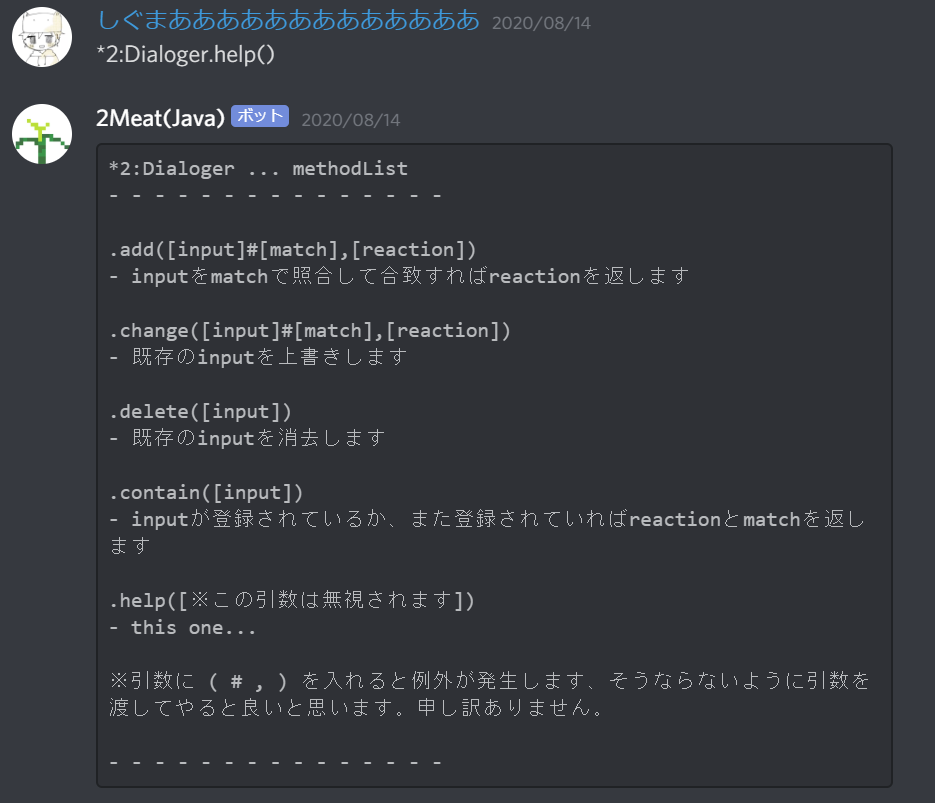 しぐまあああああああああああああ 2020/08/14
*2:Dialoger.help()
2Meat(Java) ボット 2020/08/14
*2:Dialoger ... methodList
- - - - - - - - - - - - - - -
.add([input]#[match],[reaction])
- inputをmatchで照合して合致すればreactionを返します
.change([input]#[match],[reaction])
- 既存のinputを上書きします
.delete([input])
- 既存のinputを消去します
.contain([input])
- inputが登録されているか、また登録されていればreactionとmatchを返し
ます
.help([※この引数は無視されます])
- this one...
※引数に ( # , ) を入れると例外が発生します、そうならないように引数を
渡してやると良いと思います。申し訳ありません。
- - - - - - - - - - - - - - -